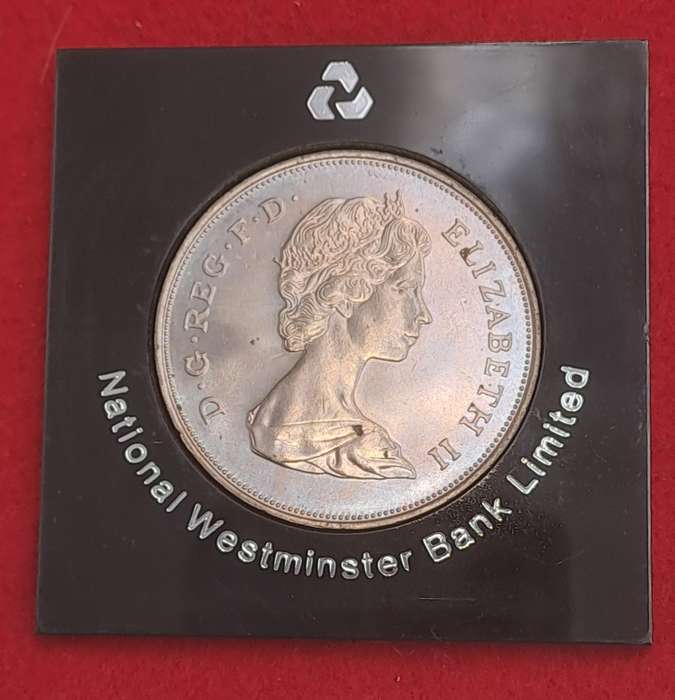 D·G·REG·F·D·
ELIZABETH II
National Westminster Bank Limited